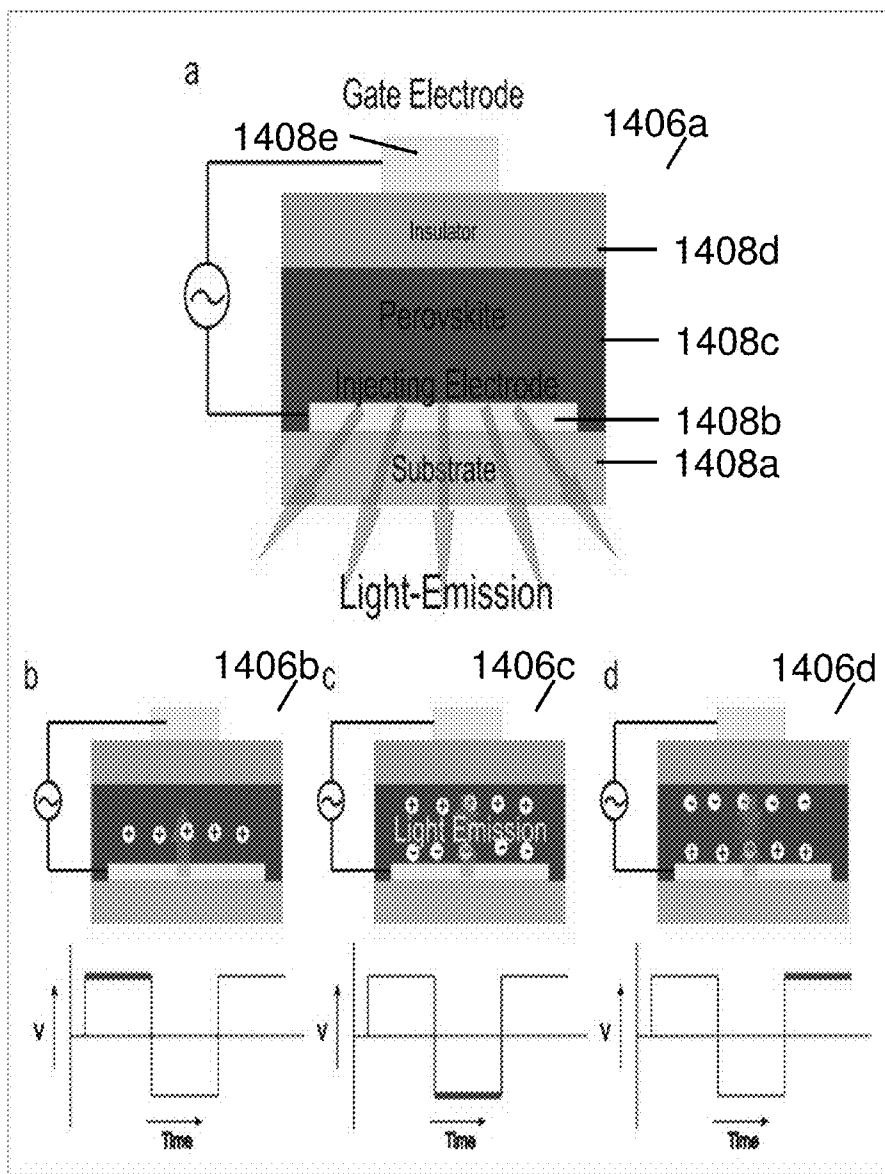 a
Gate Electrode
1408e
1406a
Insulator
1408d
Perovskite
1408c
Injecting Electrode
1408b
Substrate
1408a
Light-Emission
b
1406b
c
1406c
d
1406d
Light Emission
V
Time
V
Time
V
Time